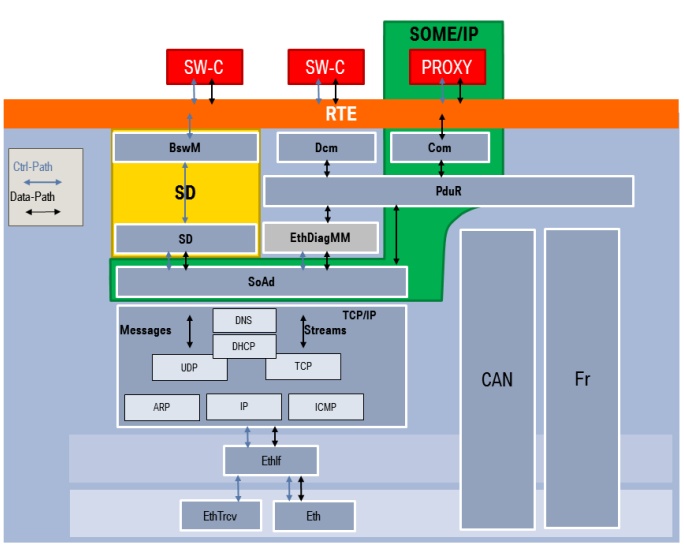 SOME/IP
SW-C
SW-C
PROXY
RTE
BswM
Dcm
Com
Ctrl-Path
Data-Path
SD
PduR
SD
EthDiagMM
SoAd
TCP/IP
DNS
Messages
Streams
DHCP
UDP
TCP
CAN
Fr
ARP
IP
ICMP
EthIf
EthTrcv
Eth